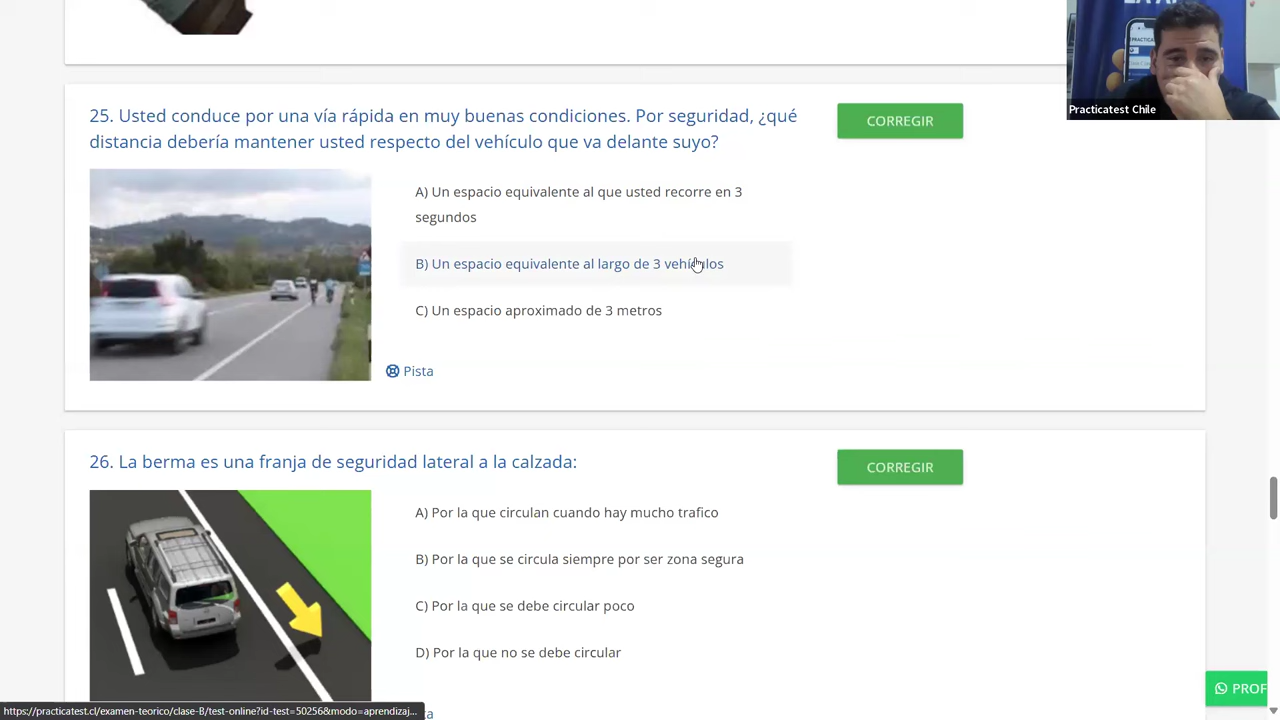 25. Usted conduce por una vía rápida en muy buenas condiciones. Por seguridad, ¿qué
distancia debería mantener usted respecto del vehículo que va delante suyo?
CORREGIR
Practicatest Chile
A) Un espacio equivalente al que usted recorre en 3
segundos
B) Un espacio equivalente al largo de 3 vehículos
C) Un espacio aproximado de 3 metros
Pista
26. La berma es una franja de seguridad lateral a la calzada:
CORREGIR
A) Por la que circulan cuando hay mucho trafico
B) Por la que se circula siempre por ser zona segura
C) Por la que se debe circular poco
D) Por la que no se debe circular
PROF
https://practicatest.cl/examen-teorico/clase-B/test-online?id-test=50256&modo=aprendizaj...